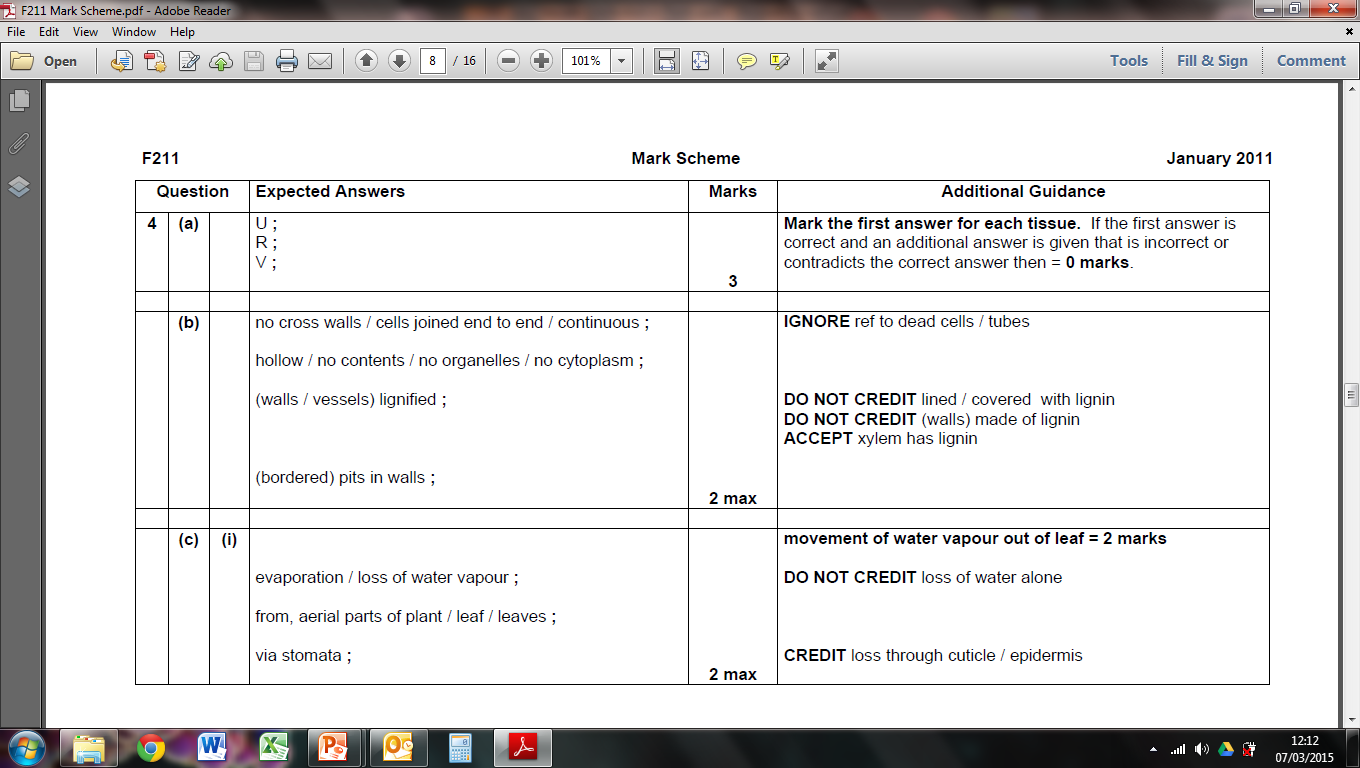 F211 Mark Scheme.pdf - Adobe Reader
File Edit View Window Help
Open 8 / 16 101% Tools Fill & Sign Comment
F211 Mark Scheme January 2011
Question Expected Answers Marks Additional Guidance
4 (a) U ; Mark the first answer for each tissue. If the first answer is
R ; correct and an additional answer is given that is incorrect or
V ; contradicts the correct answer then = 0 marks.
3
(b) no cross walls / cells joined end to end / continuous ; IGNORE ref to dead cells / tubes
hollow / no contents / no organelles / no cytoplasm ;
(walls / vessels) lignified ; DO NOT CREDIT lined / covered with lignin
DO NOT CREDIT (walls) made of lignin
ACCEPT xylem has lignin
(bordered) pits in walls ;
2 max
(c) (i) movement of water vapour out of leaf = 2 marks
evaporation / loss of water vapour ; DO NOT CREDIT loss of water alone
from, aerial parts of plant / leaf / leaves ;
via stomata ; CREDIT loss through cuticle / epidermis
2 max
12:12
07/03/2015